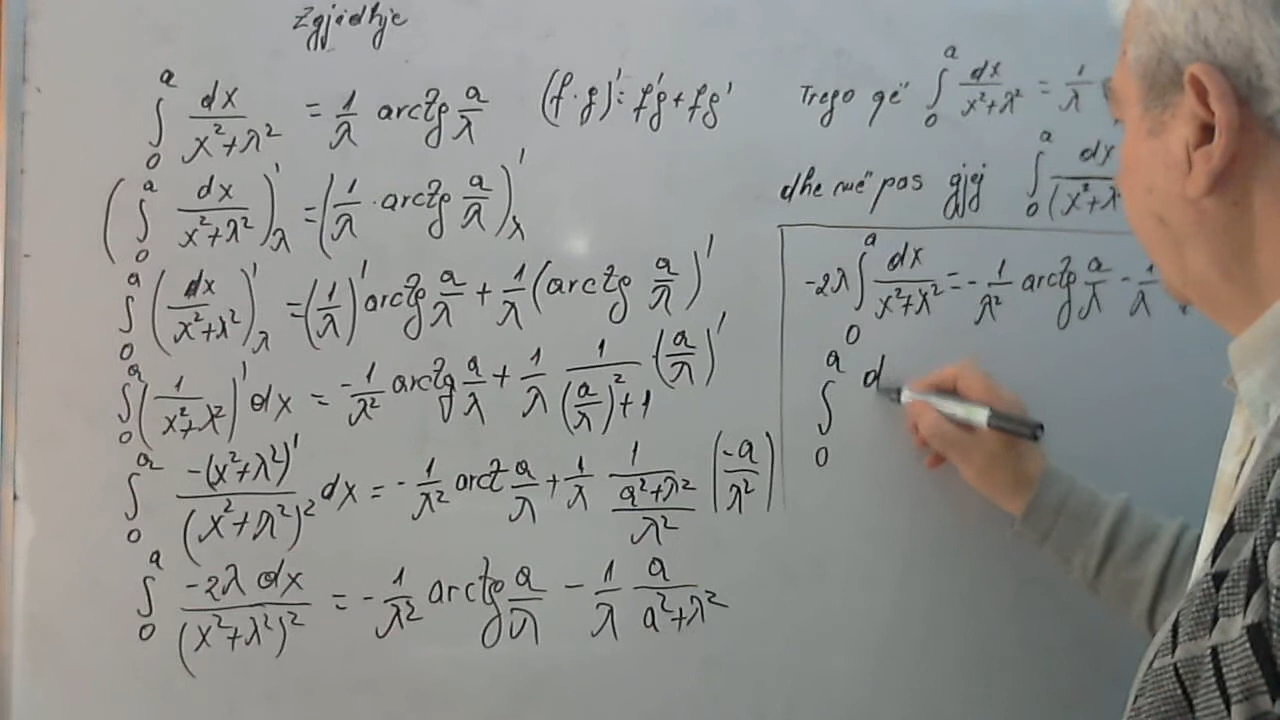 Zgjidhje
∫₀ᵃ dx/(x²+λ²) = 1/λ arctg a/λ (f·g)' = f'g+fg'
(∫₀ᵃ dx/(x²+λ²))'_λ = (1/λ · arctg a/λ)'_λ
∫₀ᵃ (dx/(x²+λ²))'_λ = (1/λ)' arctg a/λ + 1/λ (arctg a/λ)'
∫₀ᵃ (1/(x²+λ²))' dx = -1/λ² arctg a/λ + 1/λ 1/((a/λ)²+1) (a/λ)'
∫₀ᵃ -(x²+λ²)'/(x²+λ²)² dx = -1/λ² arct a/λ + 1/λ 1/((a²+λ²)/λ²) (-a/λ²)
∫₀ᵃ -2λ dx/(x²+λ²)² = -1/λ² arctg a/λ - 1/λ a/(a²+λ²)
Trego që ∫₀ᵃ dx/(x²+λ²) = 1/λ
dhe më pas gjej ∫₀ᵃ dx/(x²+λ
-2λ ∫₀ᵃ dx/(x²+λ²) = -1/λ² arctg a/λ - 1/λ
∫₀ᵃ d